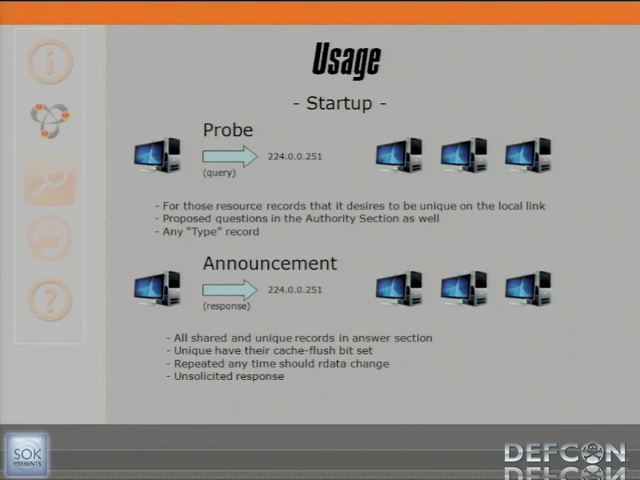 Usage
- Startup -
Probe
224.0.0.251
(query)
- For those resource records that it desires to be unique on the local link
- Proposed questions in the Authority Section as well
- Any "Type" record
Announcement
224.0.0.251
(response)
- All shared and unique records in answer section
- Unique have their cache-flush bit set
- Repeated any time should rdata change
- Unsolicited response
SOK
PRESENTS
DEFCON